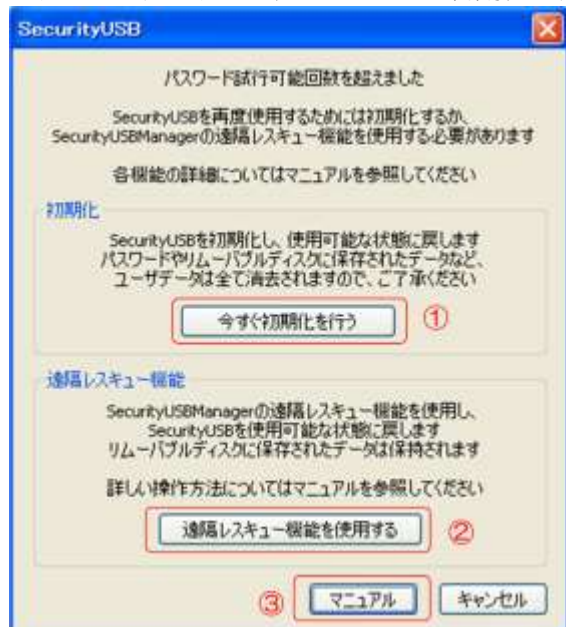 SecurityUSB
パスワード試行可能回数を超えました
SecurityUSBを再度使用するためには初期化するか、
SecurityUSBManagerの遠隔レスキュー機能を使用する必要があります
各機能の詳細についてはマニュアルを参照してください
初期化
SecurityUSBを初期化し、使用可能な状態に戻します
パスワードやリムーバブルディスクに保存されたデータなど、
ユーザデータは全て消去されますので、ご了承ください
今すぐ初期化を行う ①
遠隔レスキュー機能
SecurityUSBManagerの遠隔レスキュー機能を使用し、
SecurityUSBを使用可能な状態に戻します
リムーバブルディスクに保存されたデータは保持されます
詳しい操作方法についてはマニュアルを参照してください
遠隔レスキュー機能を使用する ②
③ マニュアル キャンセル